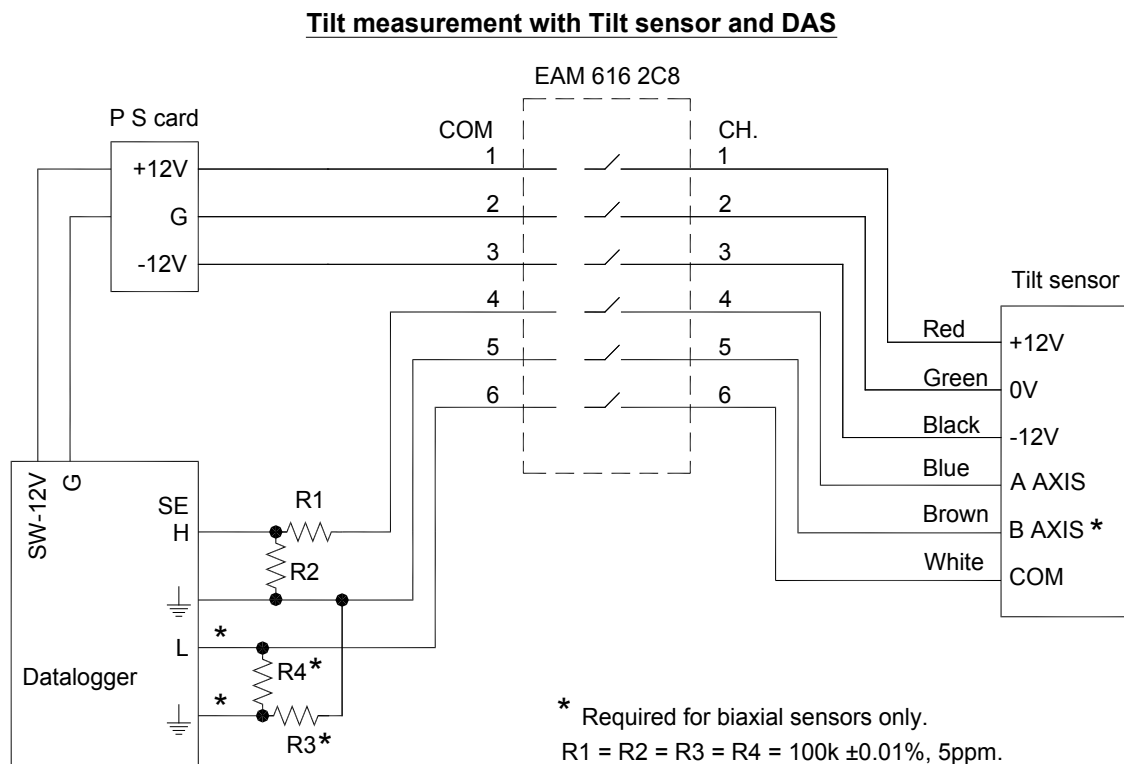 Tilt measurement with Tilt sensor and DAS
EAM 616 2C8
P S card
COM
CH.
+12V
1
1
G
2
2
-12V
3
3
4
4
5
5
6
6
Tilt sensor
Red
+12V
Green
0V
Black
-12V
Blue
A AXIS
Brown
B AXIS *
White
COM
SW-12V
G
SE
H
R1
R2
*
L
R4*
Datalogger
*
R3*
* Required for biaxial sensors only.
R1 = R2 = R3 = R4 = 100k ±0.01%, 5ppm.